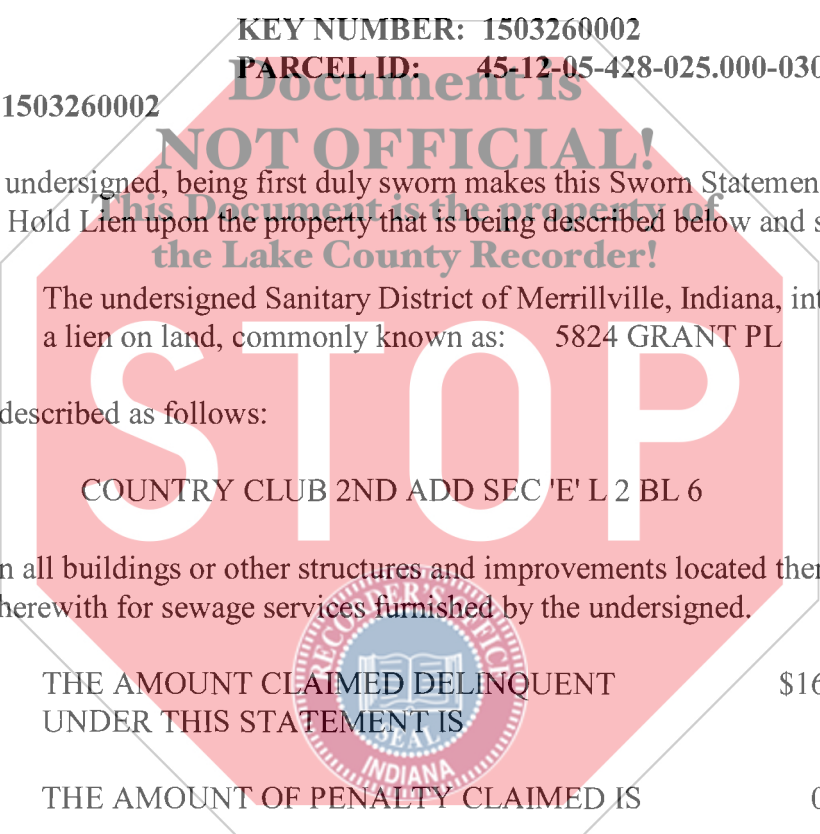 KEY NUMBER: 1503260002
PARCEL ID: 45-12-05-428-025.000-030
Document is
1503260002
NOT OFFICIAL!
undersigned, being first duly sworn makes this Sworn Statemen
This Document is the property of
Hold Lien upon the property that is being described below and s
the Lake County Recorder!
The undersigned Sanitary District of Merrillville, Indiana, int
a lien on land, commonly known as: 5824 GRANT PL
STOP
described as follows:
COUNTRY CLUB 2ND ADD SEC 'E' L 2 BL 6
n all buildings or other structures and improvements located ther
herewith for sewage services furnished by the undersigned.
RECORDER'S OFFICE
THE AMOUNT CLAIMED DELINQUENT $16
UNDER THIS STATEMENT IS
SEAL
INDIANA
THE AMOUNT OF PENALTY CLAIMED IS 0